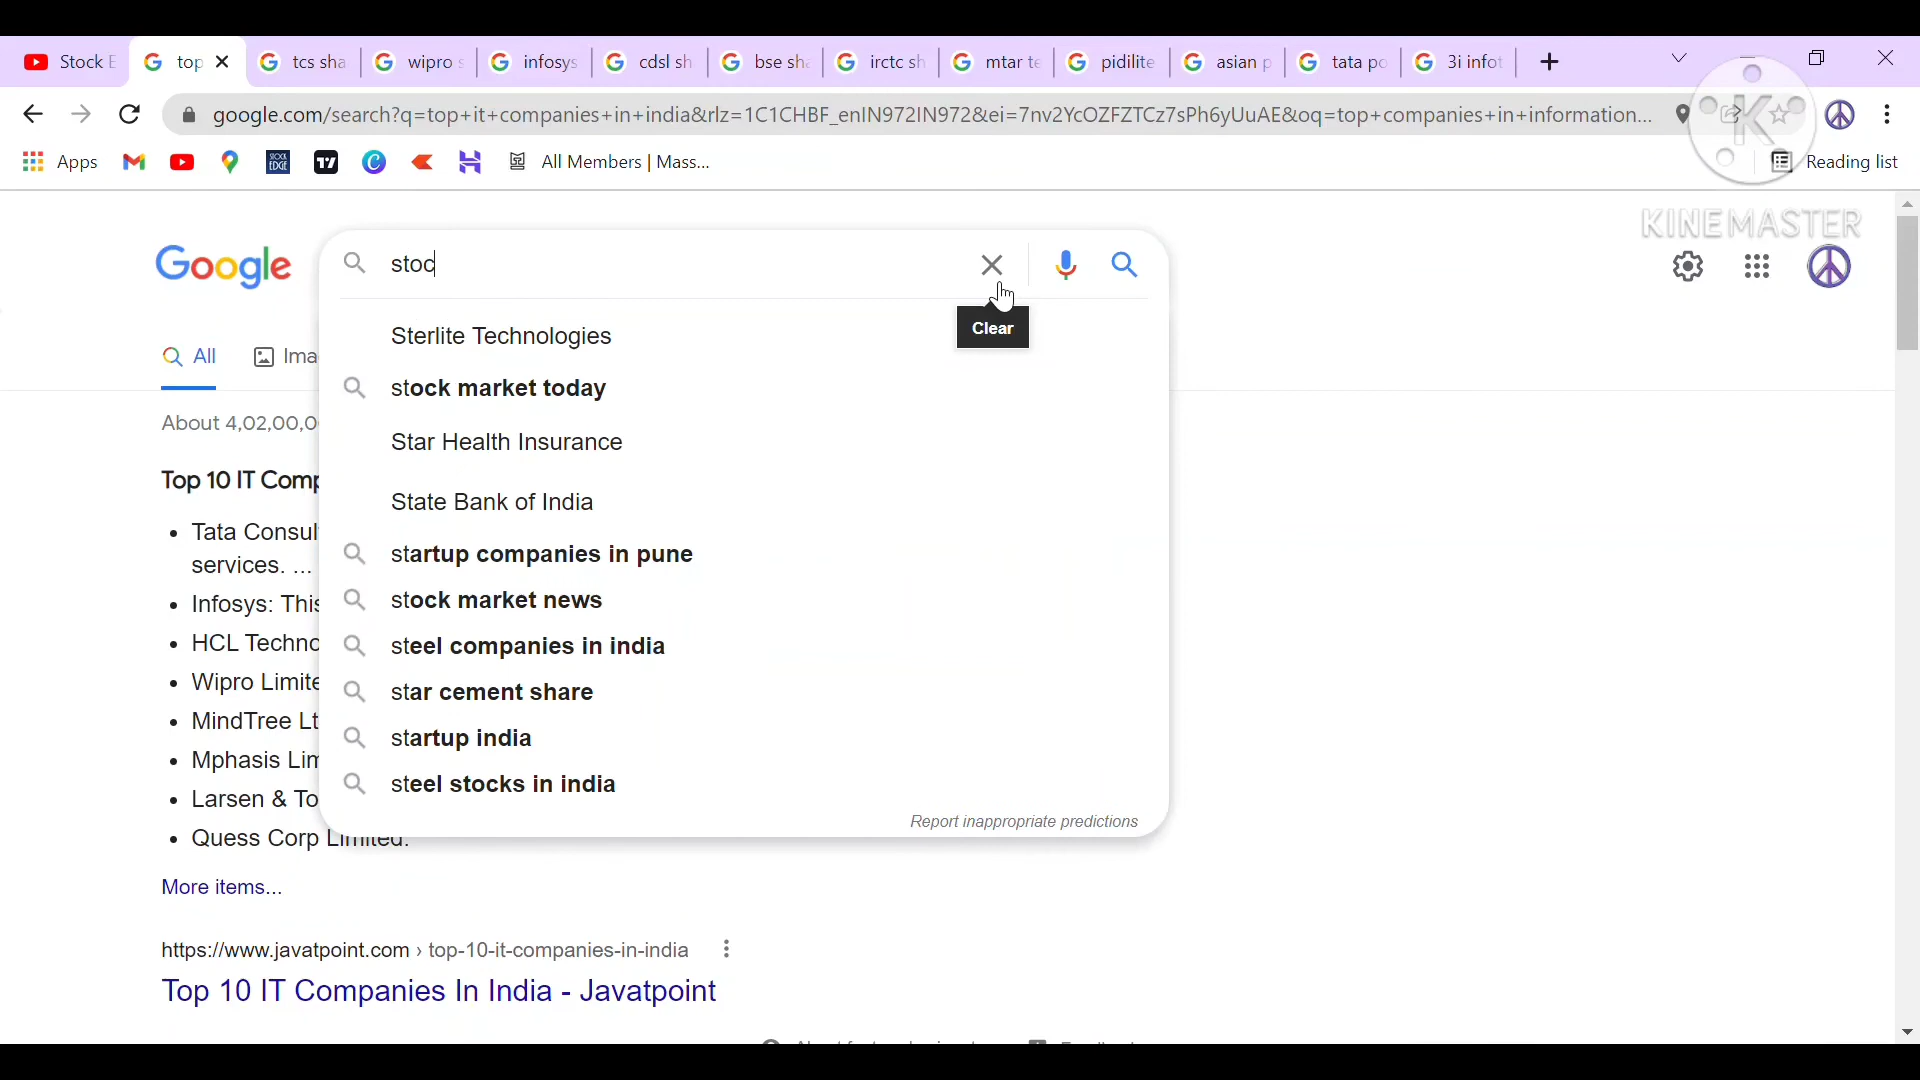 Stock E
top
tcs sha
wipro s
infosys
cdsl sh
bse sha
irctc sh
mtar te
pidilite
asian p
tata po
3i infot
google.com/search?q=top+it+companies+in+india&rlz=1C1CHBF_enIN972IN972&ei=7nv2YcOZFZTCz7sPh6yUuAE&oq=top+companies+in+information...
K
Apps
STOCK EDGE
All Members | Mass...
Reading list
KINEMASTER
Google
stoc
Clear
All
Ima
Sterlite Technologies
stock market today
Star Health Insurance
State Bank of India
startup companies in pune
stock market news
steel companies in india
star cement share
startup india
steel stocks in india
Report inappropriate predictions
About 4,02,00,0
Top 10 IT Comp
Tata Consul
services. ...
Infosys: This
HCL Techno
Wipro Limite
MindTree Lt
Mphasis Lim
Larsen & To
Quess Corp Limited.
More items...
https://www.javatpoint.com › top-10-it-companies-in-india
Top 10 IT Companies In India - Javatpoint